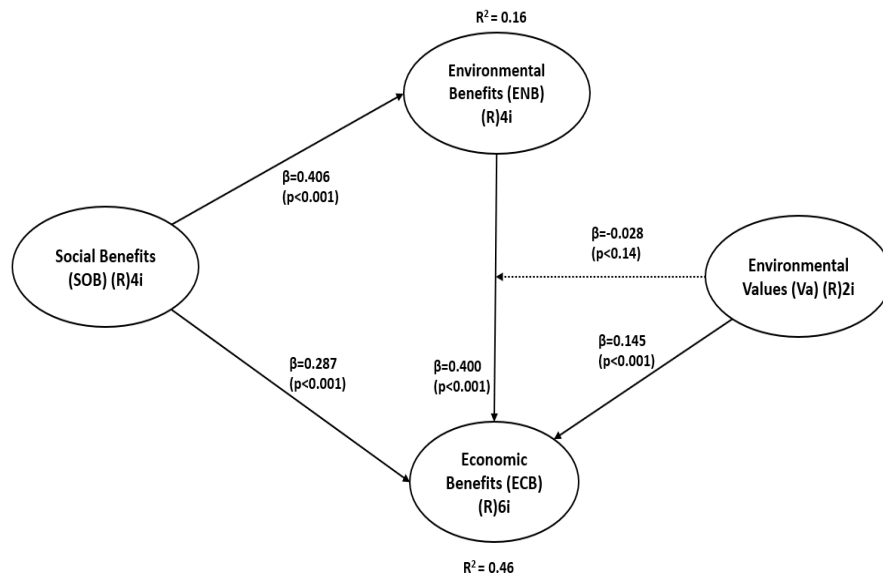 R² = 0.16
Environmental
Benefits (ENB)
(R)4i
β=0.406
(p<0.001)
β=-0.028
(p<0.14)
Social Benefits
(SOB) (R)4i
Environmental
Values (Va) (R)2i
β=0.287
(p<0.001)
β=0.400
(p<0.001)
β=0.145
(p<0.001)
Economic
Benefits (ECB)
(R)6i
R² = 0.46